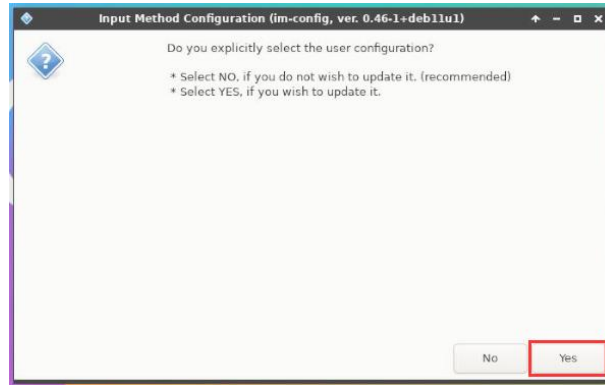 Input Method Configuration (im-config, ver. 0.46-1+deb11u1)
Do you explicitly select the user configuration?
* Select NO, if you do not wish to update it. (recommended)
* Select YES, if you wish to update it.
No
Yes